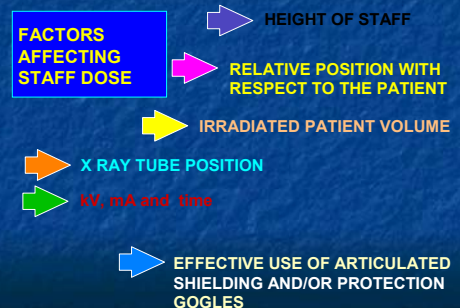 FACTORS
AFFECTING
STAFF DOSE
HEIGHT OF STAFF
RELATIVE POSITION WITH
RESPECT TO THE PATIENT
IRRADIATED PATIENT VOLUME
X RAY TUBE POSITION
kV, mA and time
EFFECTIVE USE OF ARTICULATED
SHIELDING AND/OR PROTECTION
GOGLES